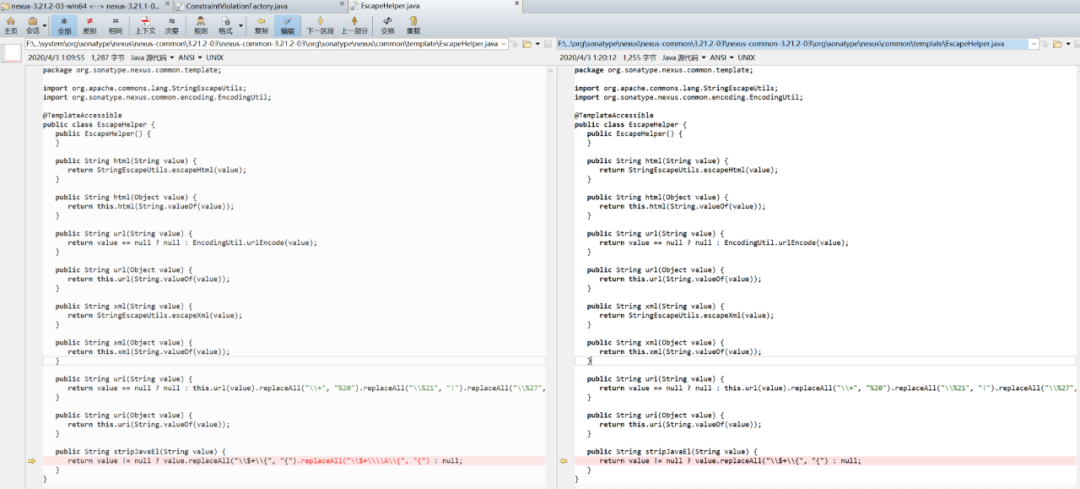 nexus-3.21.2-03-win64 <--> nexus-3.21.1-0... ConstraintViolationFactory.java EscapeHelper.java
主页 会话 全部 差别 相同 上下文 次要 规则 格式 复制 编辑 下一区段 上一部分 交换 重载
F:\...\system\org\sonatype\nexus\nexus-common\3.21.2-03\nexus-common-3.21.2-03\org\sonatype\nexus\common\template\EscapeHelper.java
2020/4/3 1:09:55 1,287 字节 Java 源代码 ANSI UNIX
package org.sonatype.nexus.common.template;
import org.apache.commons.lang.StringEscapeUtils;
import org.sonatype.nexus.common.encoding.EncodingUtil;
@TemplateAccessible
public class EscapeHelper {
public EscapeHelper() {
}
public String html(String value) {
return StringEscapeUtils.escapeHtml(value);
}
public String html(Object value) {
return this.html(String.valueOf(value));
}
public String url(String value) {
return value == null ? null : EncodingUtil.urlEncode(value);
}
public String url(Object value) {
return this.url(String.valueOf(value));
}
public String xml(String value) {
return StringEscapeUtils.escapeXml(value);
}
public String xml(Object value) {
return this.xml(String.valueOf(value));
}
public String uri(String value) {
return value == null ? null : this.url(value).replaceAll("\\+", "%20").replaceAll("\\%21", "!").replaceAll("\\%27",
}
public String uri(Object value) {
return this.uri(String.valueOf(value));
}
public String stripJavaEl(String value) {
return value != null ? value.replaceAll("\\$+\\{", "{").replaceAll("\\$+\\\\A\\{", "{") : null;
}
}
F:\...\org\sonatype\nexus\nexus-common\3.21.2-03\nexus-common-3.21.2-03\org\sonatype\nexus\common\template\EscapeHelper.java
2020/4/3 1:20:12 1,255 字节 Java 源代码 ANSI UNIX
package org.sonatype.nexus.common.template;
import org.apache.commons.lang.StringEscapeUtils;
import org.sonatype.nexus.common.encoding.EncodingUtil;
@TemplateAccessible
public class EscapeHelper {
public EscapeHelper() {
}
public String html(String value) {
return StringEscapeUtils.escapeHtml(value);
}
public String html(Object value) {
return this.html(String.valueOf(value));
}
public String url(String value) {
return value == null ? null : EncodingUtil.urlEncode(value);
}
public String url(Object value) {
return this.url(String.valueOf(value));
}
public String xml(String value) {
return StringEscapeUtils.escapeXml(value);
}
public String xml(Object value) {
return this.xml(String.valueOf(value));
}
public String uri(String value) {
return value == null ? null : this.url(value).replaceAll("\\+", "%20").replaceAll("\\%21", "!").replaceAll("\\%27",
}
public String uri(Object value) {
return this.uri(String.valueOf(value));
}
public String stripJavaEl(String value) {
return value != null ? value.replaceAll("\\$+\\{", "{") : null;
}
}